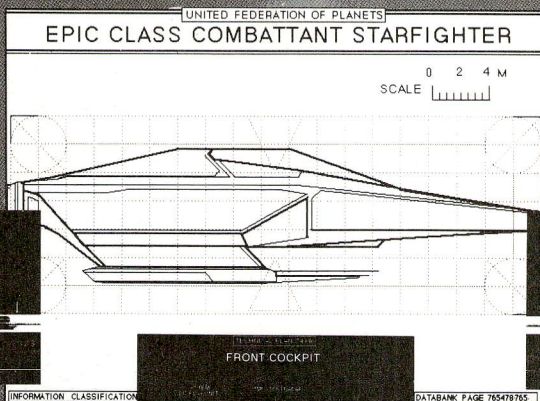 UNITED FEDERATION OF PLANETS
EPIC CLASS COMBATTANT STARFIGHTER
0 2 4 M
SCALE
FRONT COCKPIT
INFORMATION CLASSIFICATION
DATABANK PAGE 765478765